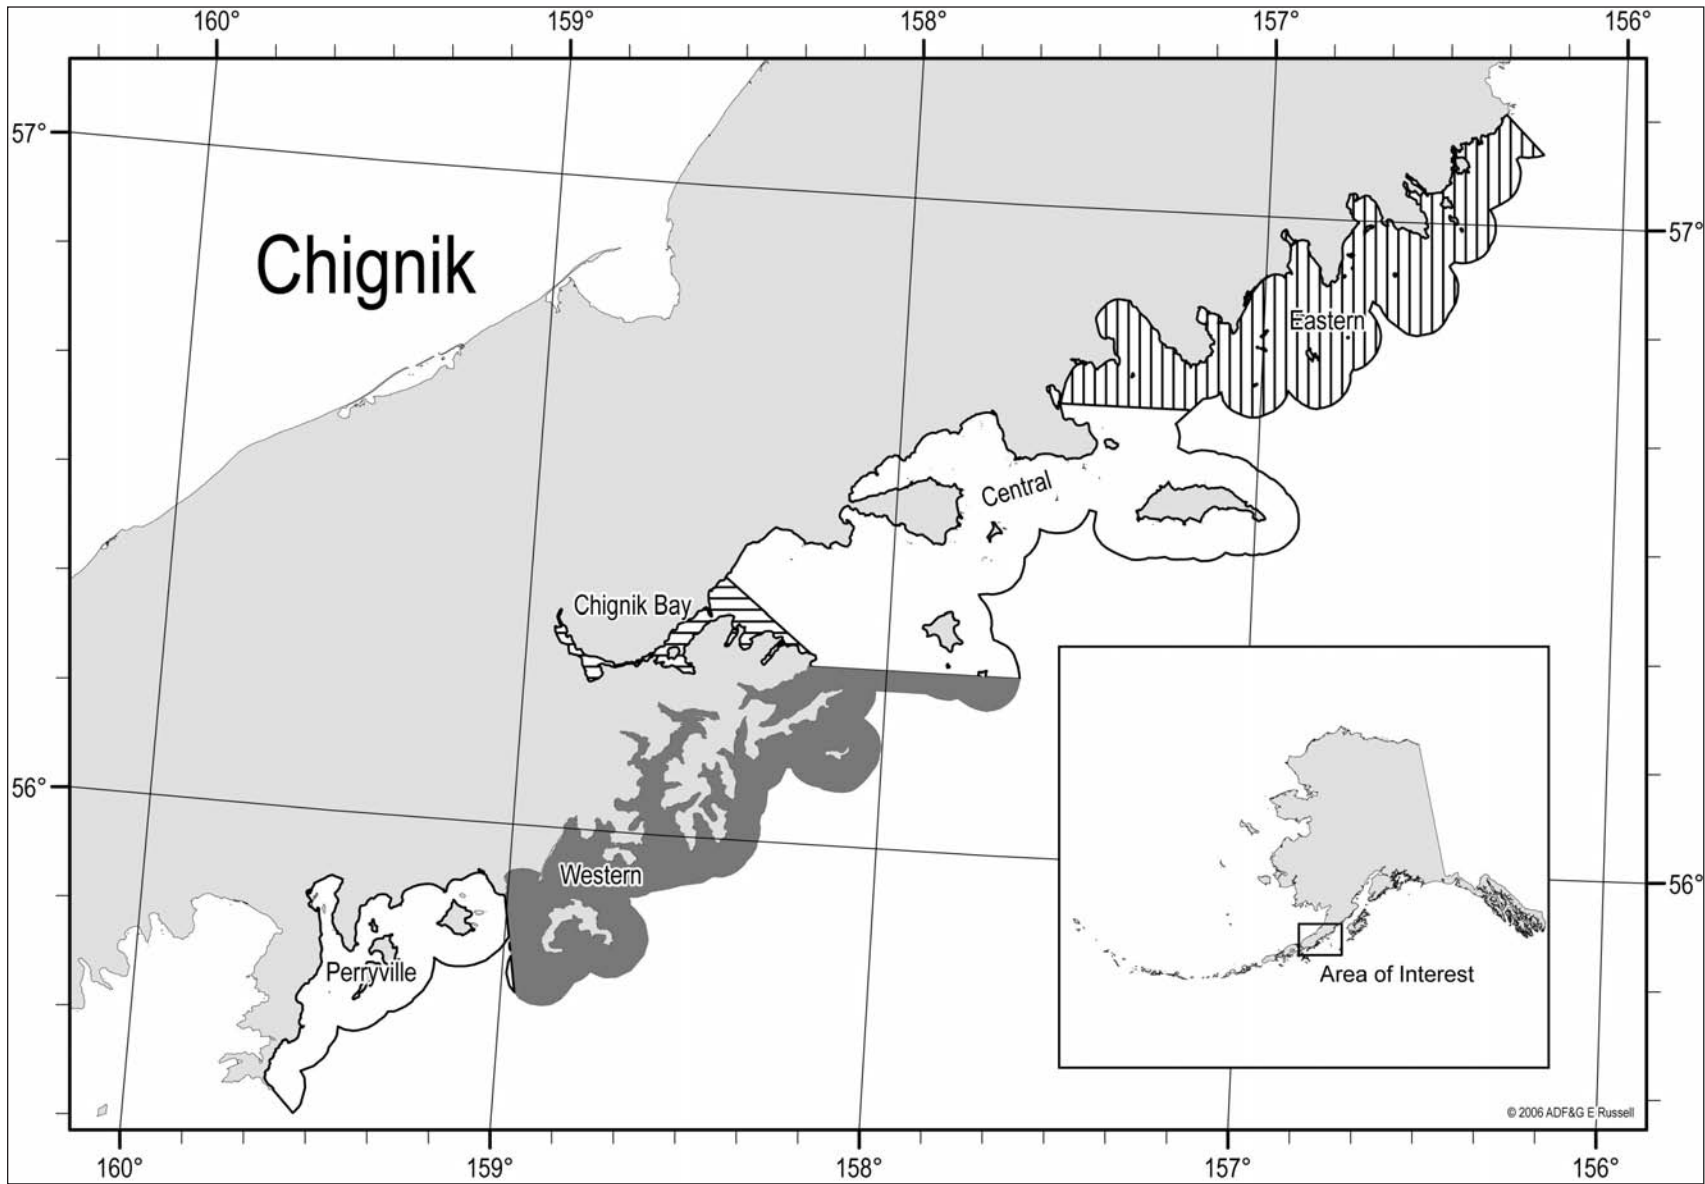 160°
159°
158°
157°
156°
57°
Chignik
57°
Eastern
Central
Chignik Bay
56°
Western
56°
Perryville
Area of Interest
© 2006 ADF&G E Russell
160°
159°
158°
157°
156°